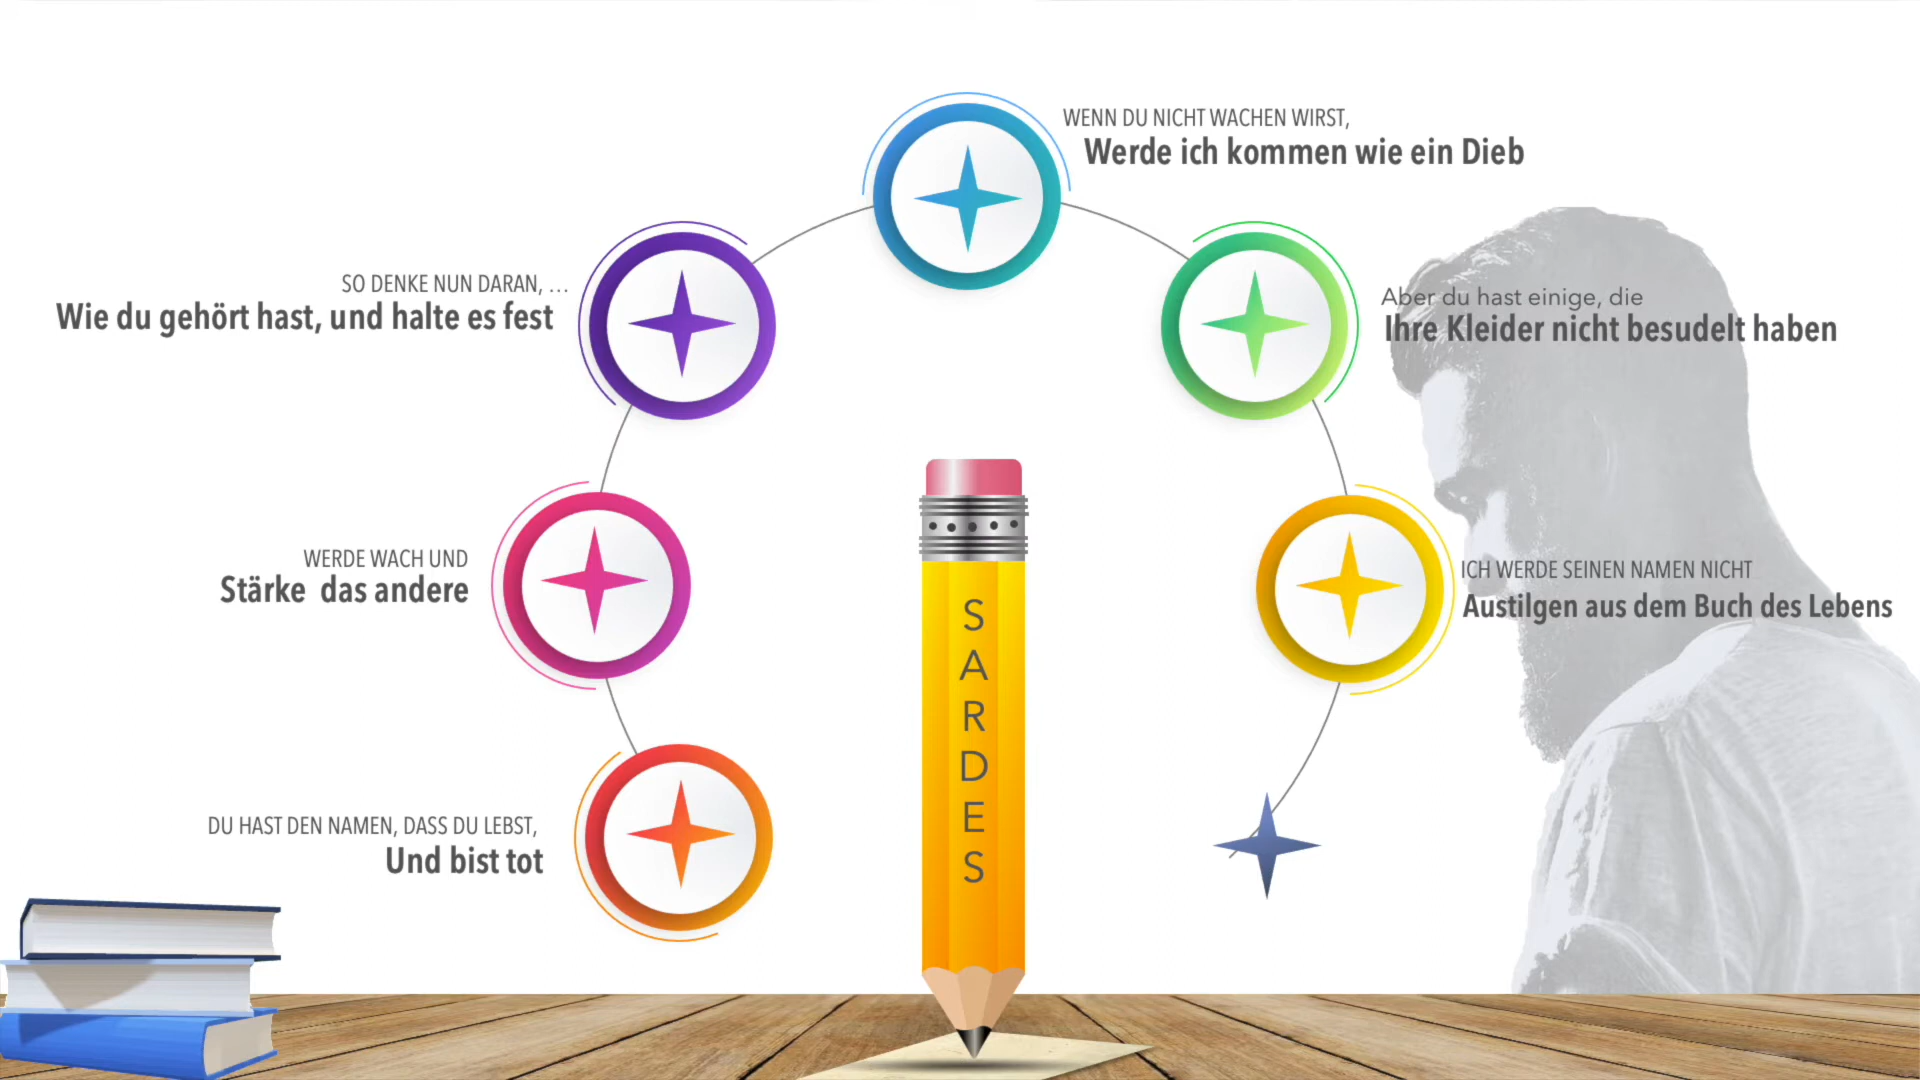 WENN DU NICHT WACHEN WIRST,
Werde ich kommen wie ein Dieb
SO DENKE NUN DARAN, ...
Wie du gehört hast, und halte es fest
Aber du hast einige, die
Ihre Kleider nicht besudelt haben
WERDE WACH UND
Stärke das andere
ICH WERDE SEINEN NAMEN NICHT
Austilgen aus dem Buch des Lebens
DU HAST DEN NAMEN, DASS DU LEBST,
Und bist tot
SARDES